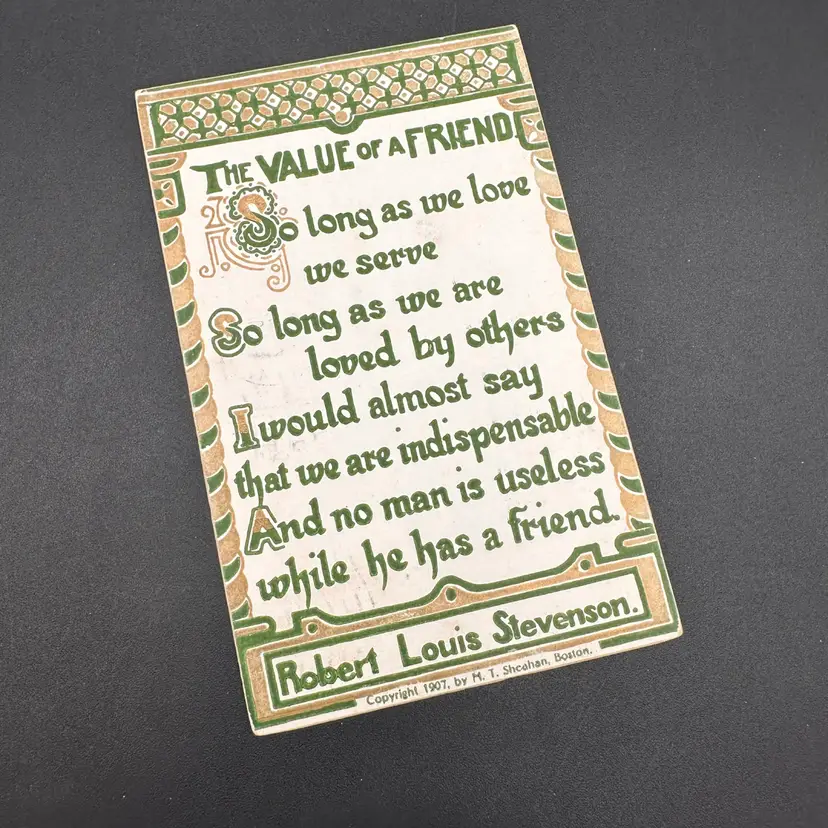 THE VALUE OF A FRIEND
So long as we love
we serve
So long as we are
loved by others
I would almost say
that we are indispensable
And no man is useless
while he has a friend.
Robert Louis Stevenson.
Copyright 1907, by M. T. Sheahan, Boston.